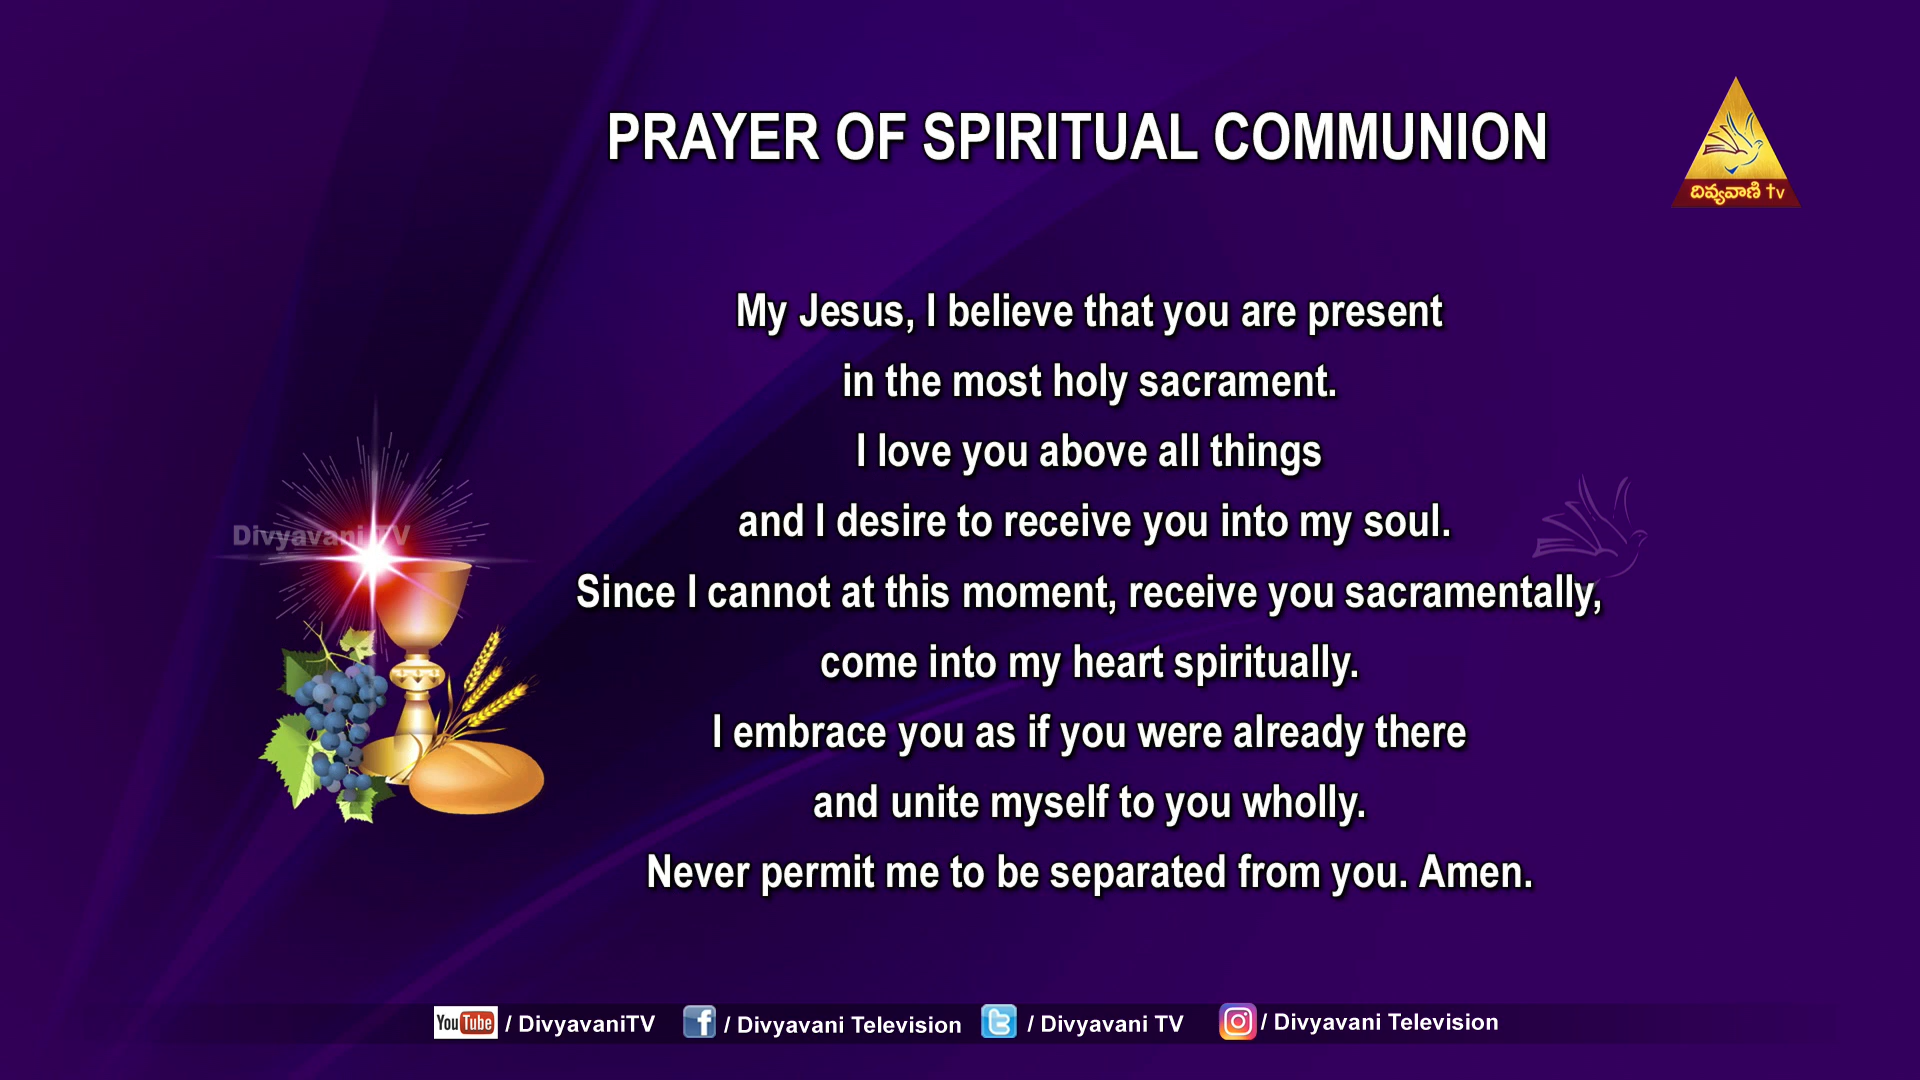 PRAYER OF SPIRITUAL COMMUNION
దివ్యవాణి tv
My Jesus, I believe that you are present
in the most holy sacrament.
I love you above all things
and I desire to receive you into my soul.
Divyavani TV
Since I cannot at this moment, receive you sacramentally,
come into my heart spiritually.
I embrace you as if you were already there
and unite myself to you wholly.
Never permit me to be separated from you. Amen.
YouTube / DivyavaniTV f / Divyavani Television / Divyavani TV / Divyavani Television